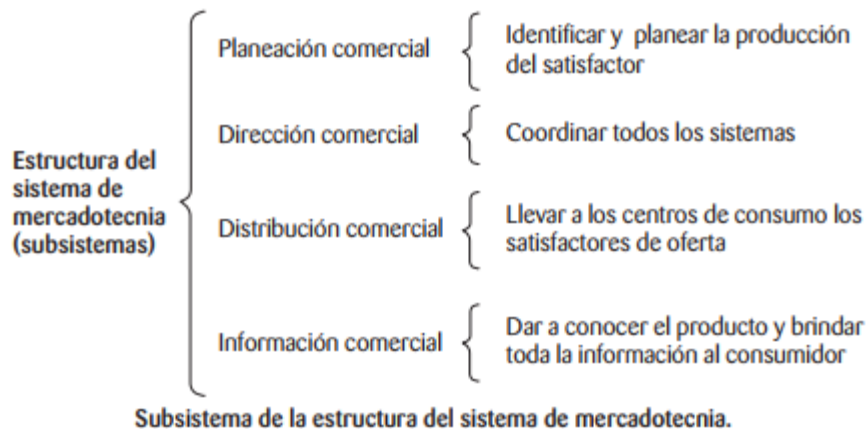 Planeación comercial
Identificar y planear la producción
del satisfactor
Dirección comercial
Coordinar todos los sistemas
Estructura del
sistema de
mercadotecnia
(subsistemas)
Distribución comercial
Llevar a los centros de consumo los
satisfactores de oferta
Información comercial
Dar a conocer el producto y brindar
toda la información al consumidor
Subsistema de la estructura del sistema de mercadotecnia.